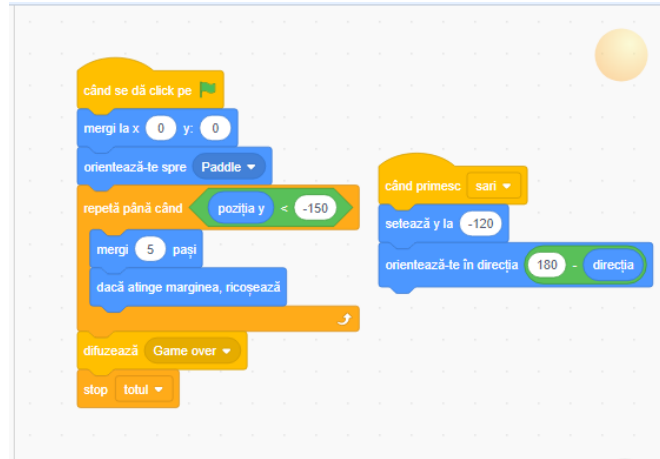 când se dă click pe
mergi la x 0 y: 0
orientează-te spre Paddle
repetă până când poziția y < -150
mergi 5 pași
dacă atinge marginea, ricoșează
difuzează Game over
stop totul
când primesc sari
setează y la -120
orientează-te în direcția 180 - direcția